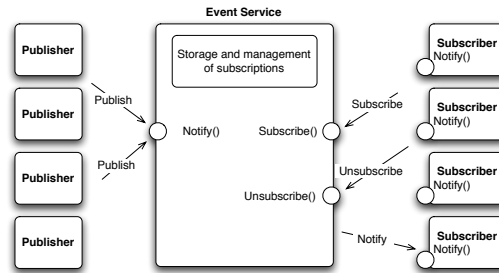 Event Service
Publisher
Publisher
Publisher
Publisher
Publish
Publish
Storage and management
of subscriptions
Notify()
Subscribe()
Unsubscribe()
Subscribe
Unsubscribe
Notify
Subscriber
Notify()
Subscriber
Notify()
Subscriber
Notify()
Subscriber
Notify()